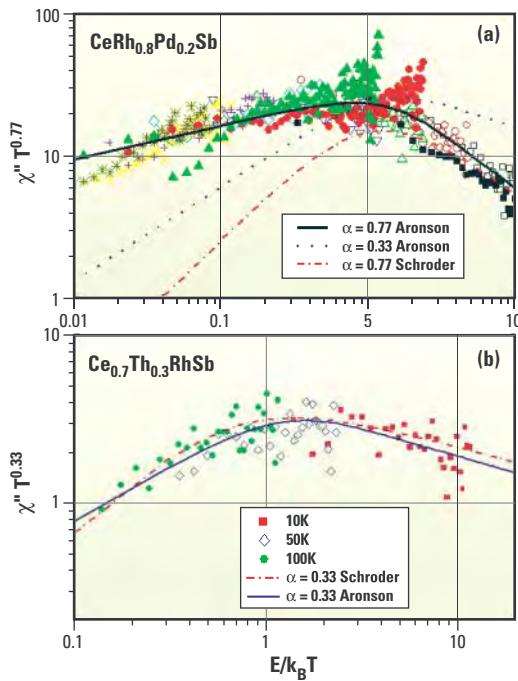 100
CeRh0.8Pd0.2Sb
(a)
χ" T0.77
10
α = 0.77 Aronson
α = 0.33 Aronson
α = 0.77 Schroder
1
0.01
0.1
5
10
3.3
Ce0.7Th0.3RhSb
(b)
χ" T0.33
1
10K
50K
100K
α = 0.33 Schroder
α = 0.33 Aronson
0.1
1
10
E/kBT